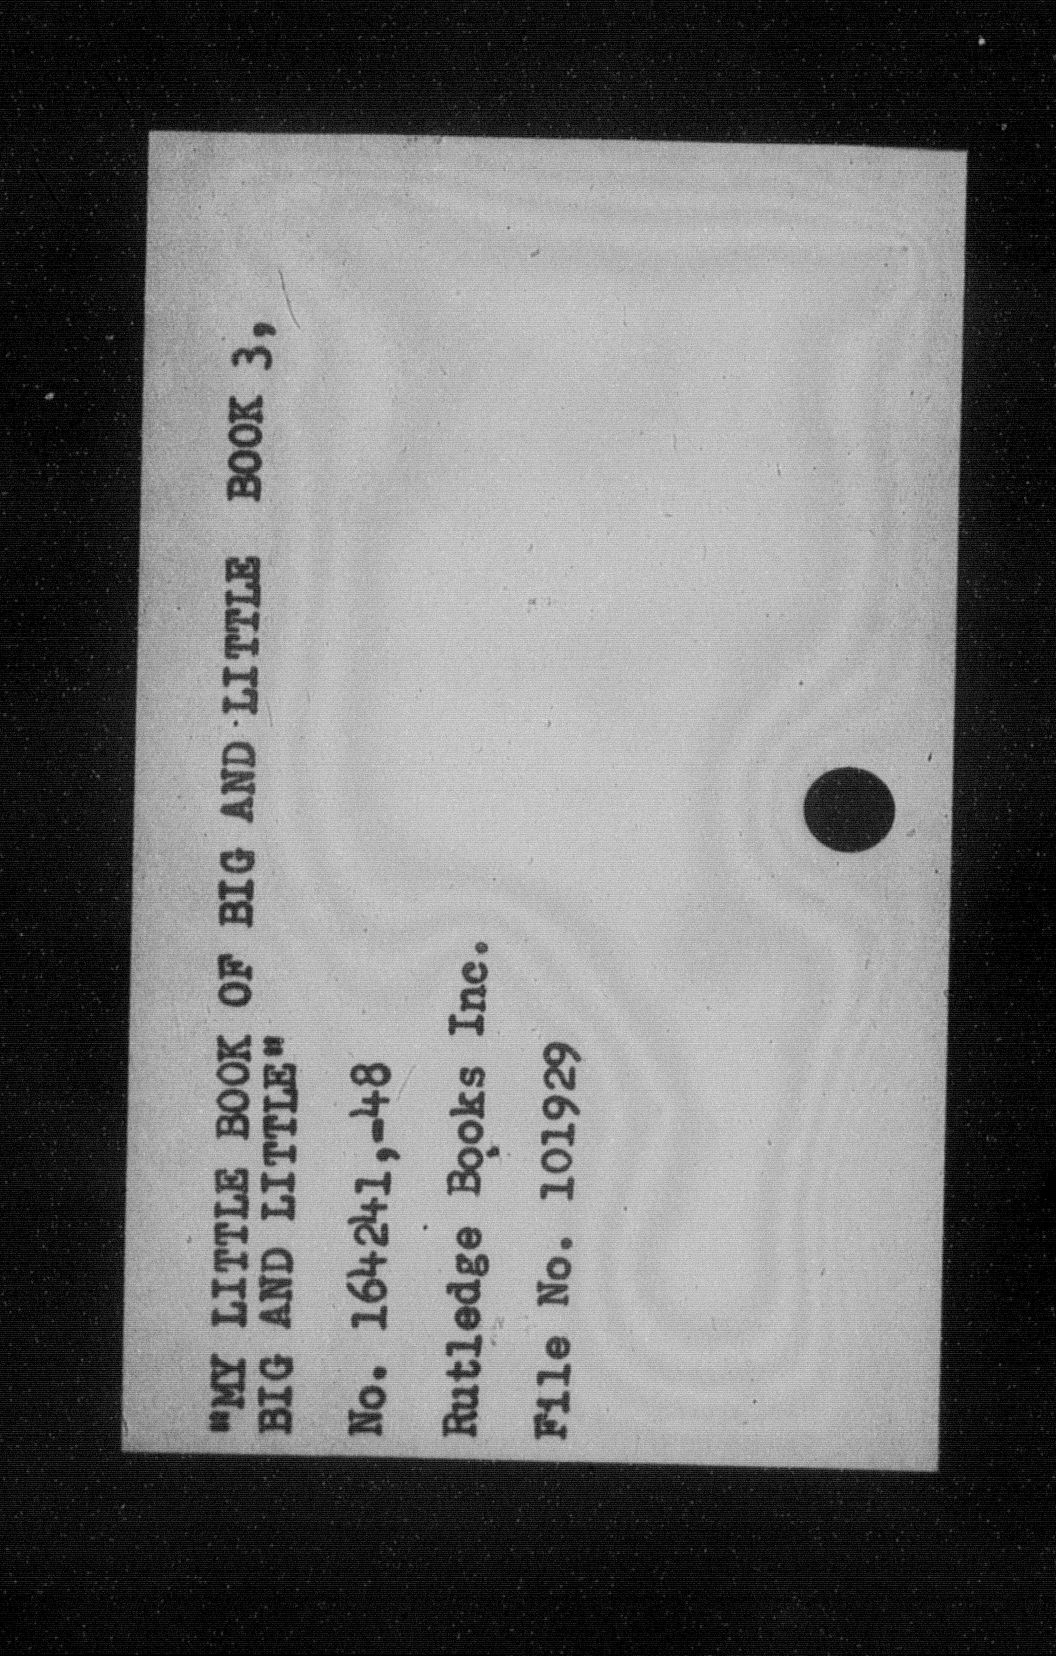 "MY LITTLE BOOK OF BIG AND LITTLE BOOK 3,
BIG AND LITTLE"
No. 164241,-48
Rutledge Books Inc.
File No. 101929